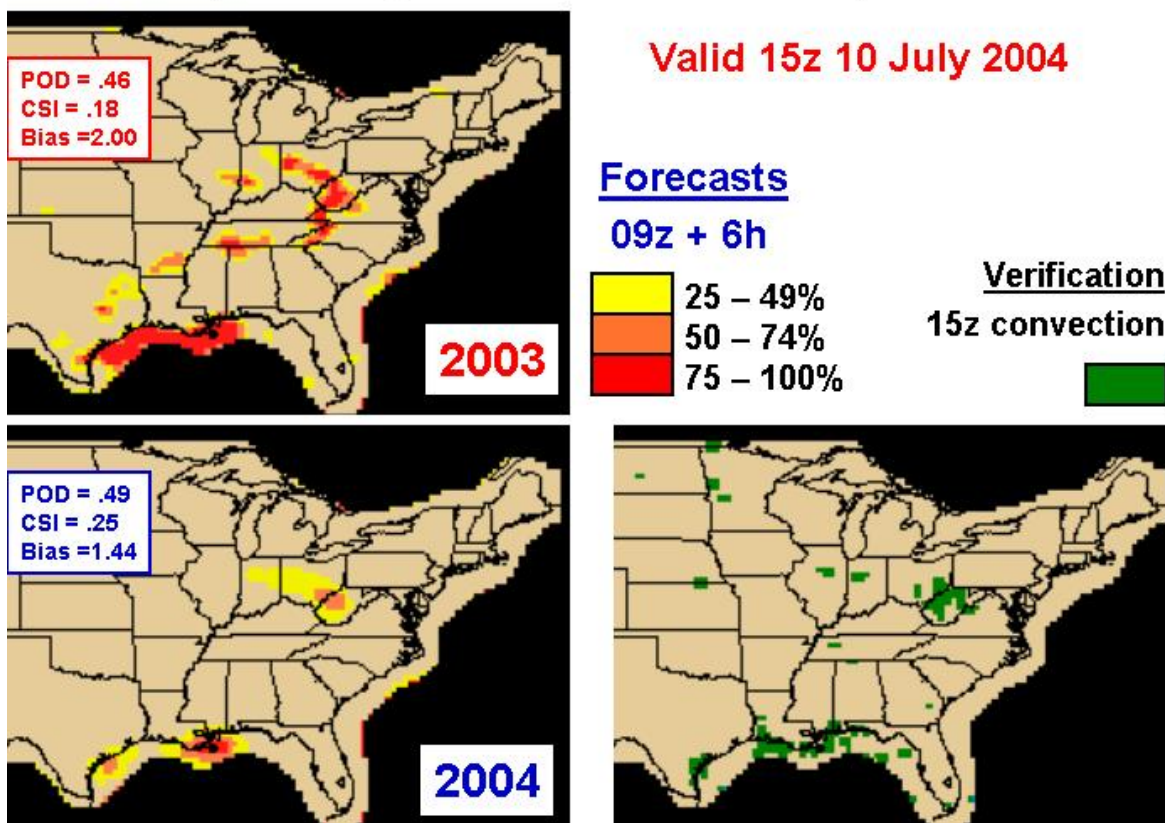 POD = .46
CSI = .18
Bias =2.00
2003
Valid 15z 10 July 2004
Forecasts
09z + 6h
25 – 49%
50 – 74%
75 – 100%
Verification
15z convection
POD = .49
CSI = .25
Bias =1.44
2004